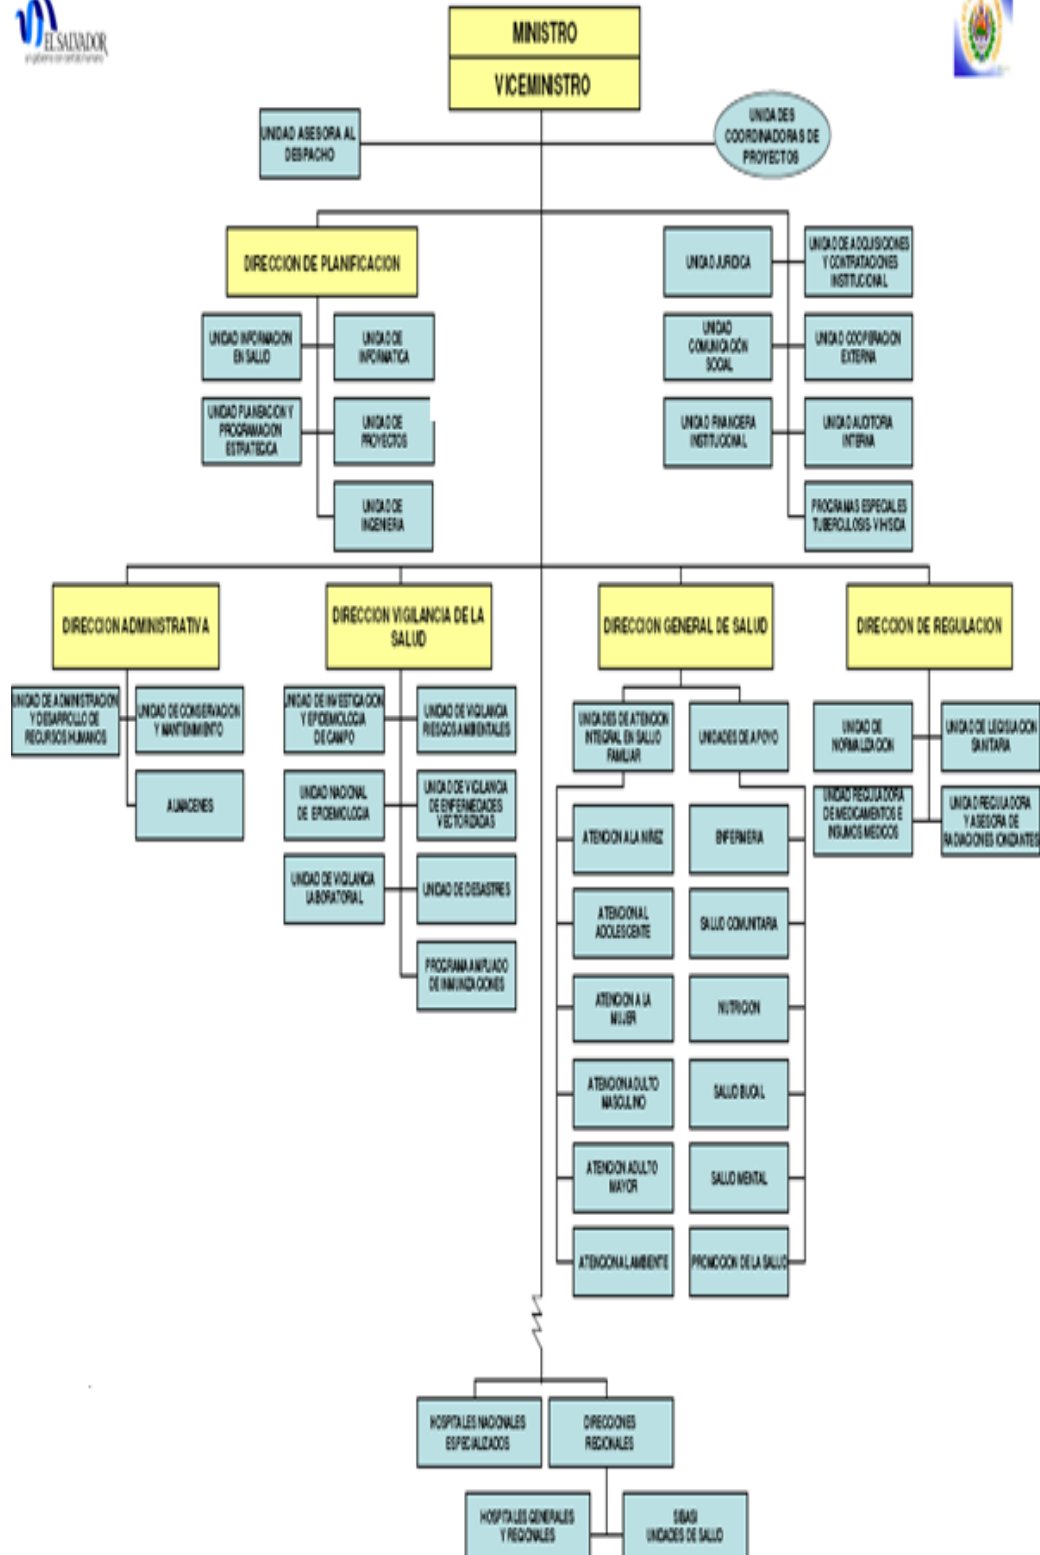 EL SALVADOR
MINISTRO
VICEMINISTRO
UNIDAD ASESORA AL
DESPACHO
UNIDADES
COORDINADORAS DE
PROYECTOS
DIRECCION DE PLANIFICACION
UNIDAD JURIDICA
UNIDAD DE ADQUISICIONES
Y CONTRATACIONES
INSTITUCIONAL
UNIDAD INFORMACION
EN SALUD
UNIDAD DE
INFORMATICA
UNIDAD
COMUNICACIÓN
SOCIAL
UNIDAD COOPERACION
EXTERNA
UNIDAD PLANEACION Y
PROGRAMACION
ESTRATEGICA
UNIDAD DE
PROYECTOS
UNIDAD FINANCIERA
INSTITUCIONAL
UNIDAD AUDITORIA
INTERNA
UNIDAD DE
INGENIERIA
PROGRAMAS ESPECIALES
TUBERCULOSIS- VIH/SIDA
DIRECCION ADMINISTRATIVA
DIRECCION VIGILANCIA DE LA
SALUD
DIRECCION GENERAL DE SALUD
DIRECCION DE REGULACION
UNIDAD DE ADMINISTRACION
Y DESARROLLO DE
RECURSOS HUMANOS
UNIDAD DE CONSERVACION
Y MANTENIMIENTO
ALMACENES
UNIDAD DE INVESTIGACION
Y EPIDEMIOLOGIA
DE CAMPO
UNIDAD DE VIGILANCIA
RIESGOS AMBIENTALES
UNIDAD NACIONAL
DE EPIDEMIOLOGIA
UNIDAD DE VIGILANCIA
DE ENFERMEDADES
VECTORIZADAS
UNIDAD DE VIGILANCIA
LABORATORIAL
UNIDAD DE DESASTRES
PROGRAMA AMPLIADO
DE INMUNIZACIONES
UNIDADES DE ATENCION
INTEGRAL EN SALUD
FAMILIAR
UNIDADES DE APOYO
ATENCION A LA NIÑEZ
ENFERMERIA
ATENCION AL
ADOLESCENTE
SALUD COMUNITARIA
ATENCION A LA
MUJER
NUTRICION
ATENCION ADULTO
MASCULINO
SALUD BUCAL
ATENCION ADULTO
MAYOR
SALUD MENTAL
ATENCION AL AMBIENTE
PROMOCION DE LA SALUD
UNIDAD DE
NORMALIZACION
UNIDAD DE LEGISLACION
SANITARIA
UNIDAD REGULADORA
DE MEDICAMENTOS E
INSUMOS MEDICOS
UNIDAD REGULADORA
Y ASESORA DE
RADIACIONES IONIZANTES
HOSPITALES NACIONALES
ESPECIALIZADOS
DIRECCIONES
REGIONALES
HOSPITALES GENERALES
Y REGIONALES
SIBASI
UNIDADES DE SALUD